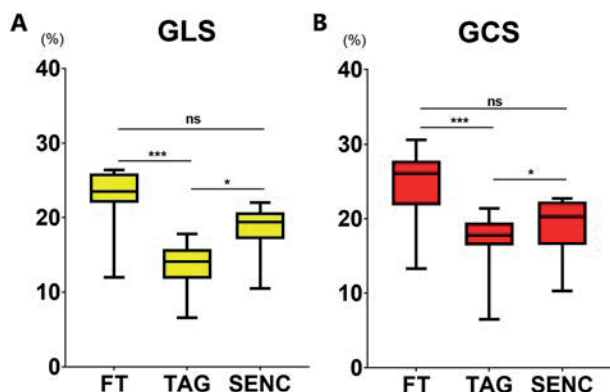 A GLS
(%)
40
30
20
10
0
ns
***
*
FT TAG SENC
B GCS
(%)
40
30
20
10
0
ns
***
*
FT TAG SENC